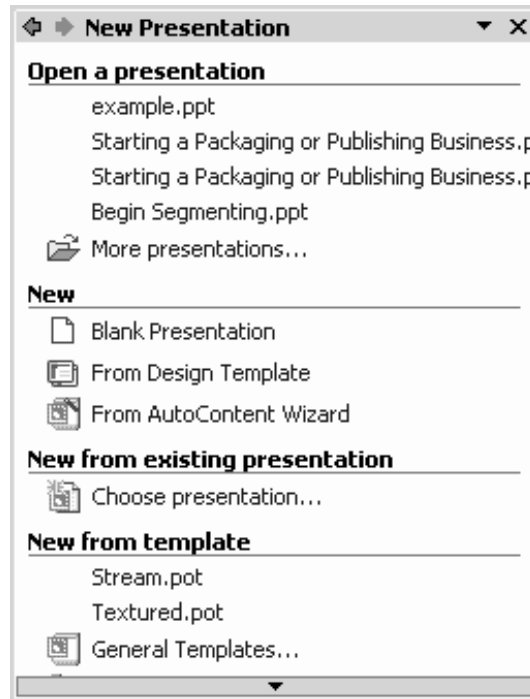 New Presentation
Open a presentation
example.ppt
Starting a Packaging or Publishing Business.p
Starting a Packaging or Publishing Business.p
Begin Segmenting.ppt
More presentations...
New
Blank Presentation
From Design Template
From AutoContent Wizard
New from existing presentation
Choose presentation...
New from template
Stream.pot
Textured.pot
General Templates...